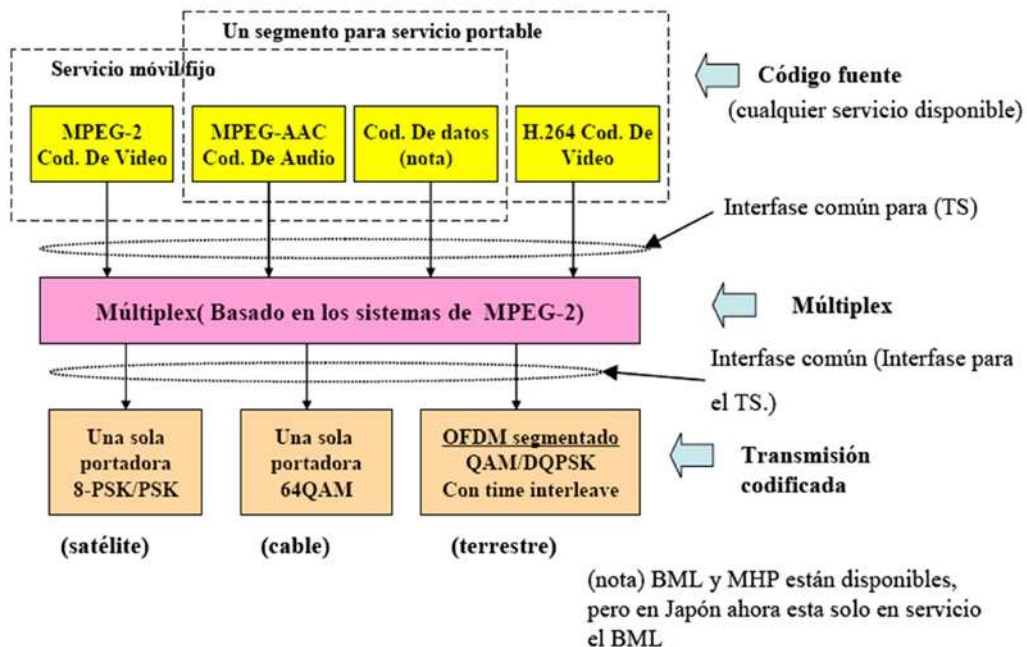 Un segmento para servicio portable
Servicio móvil/fijo
MPEG-2
Cod. De Video
MPEG-AAC
Cod. De Audio
Cod. De datos
(nota)
H.264 Cod. De
Video
Código fuente
(cualquier servicio disponible)
Interfase común para (TS)
Múltiplex( Basado en los sistemas de MPEG-2)
Múltiplex
Interfase común (Interfase para
el TS.)
Una sola
portadora
8-PSK/PSK
Una sola
portadora
64QAM
OFDM segmentado
QAM/DQPSK
Con time interleave
Transmisión
codificada
(satélite)
(cable)
(terrestre)
(nota) BML y MHP están disponibles,
pero en Japón ahora esta solo en servicio
el BML